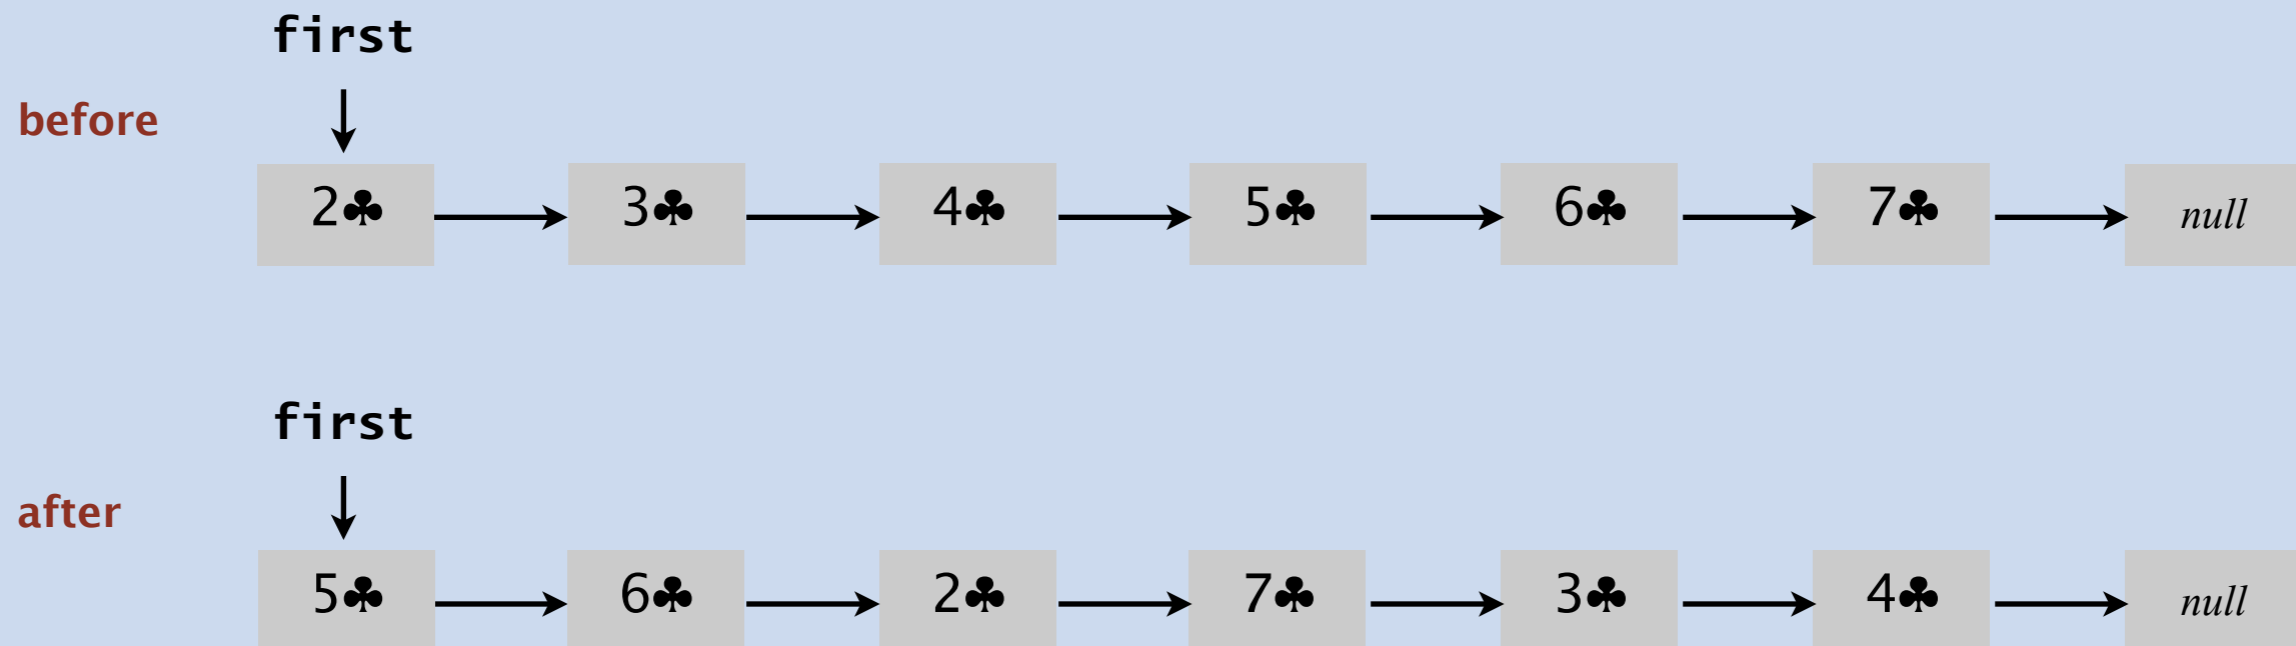 first
before
2♣ 3♣ 4♣ 5♣ 6♣ 7♣ null
first
after
5♣ 6♣ 2♣ 7♣ 3♣ 4♣ null